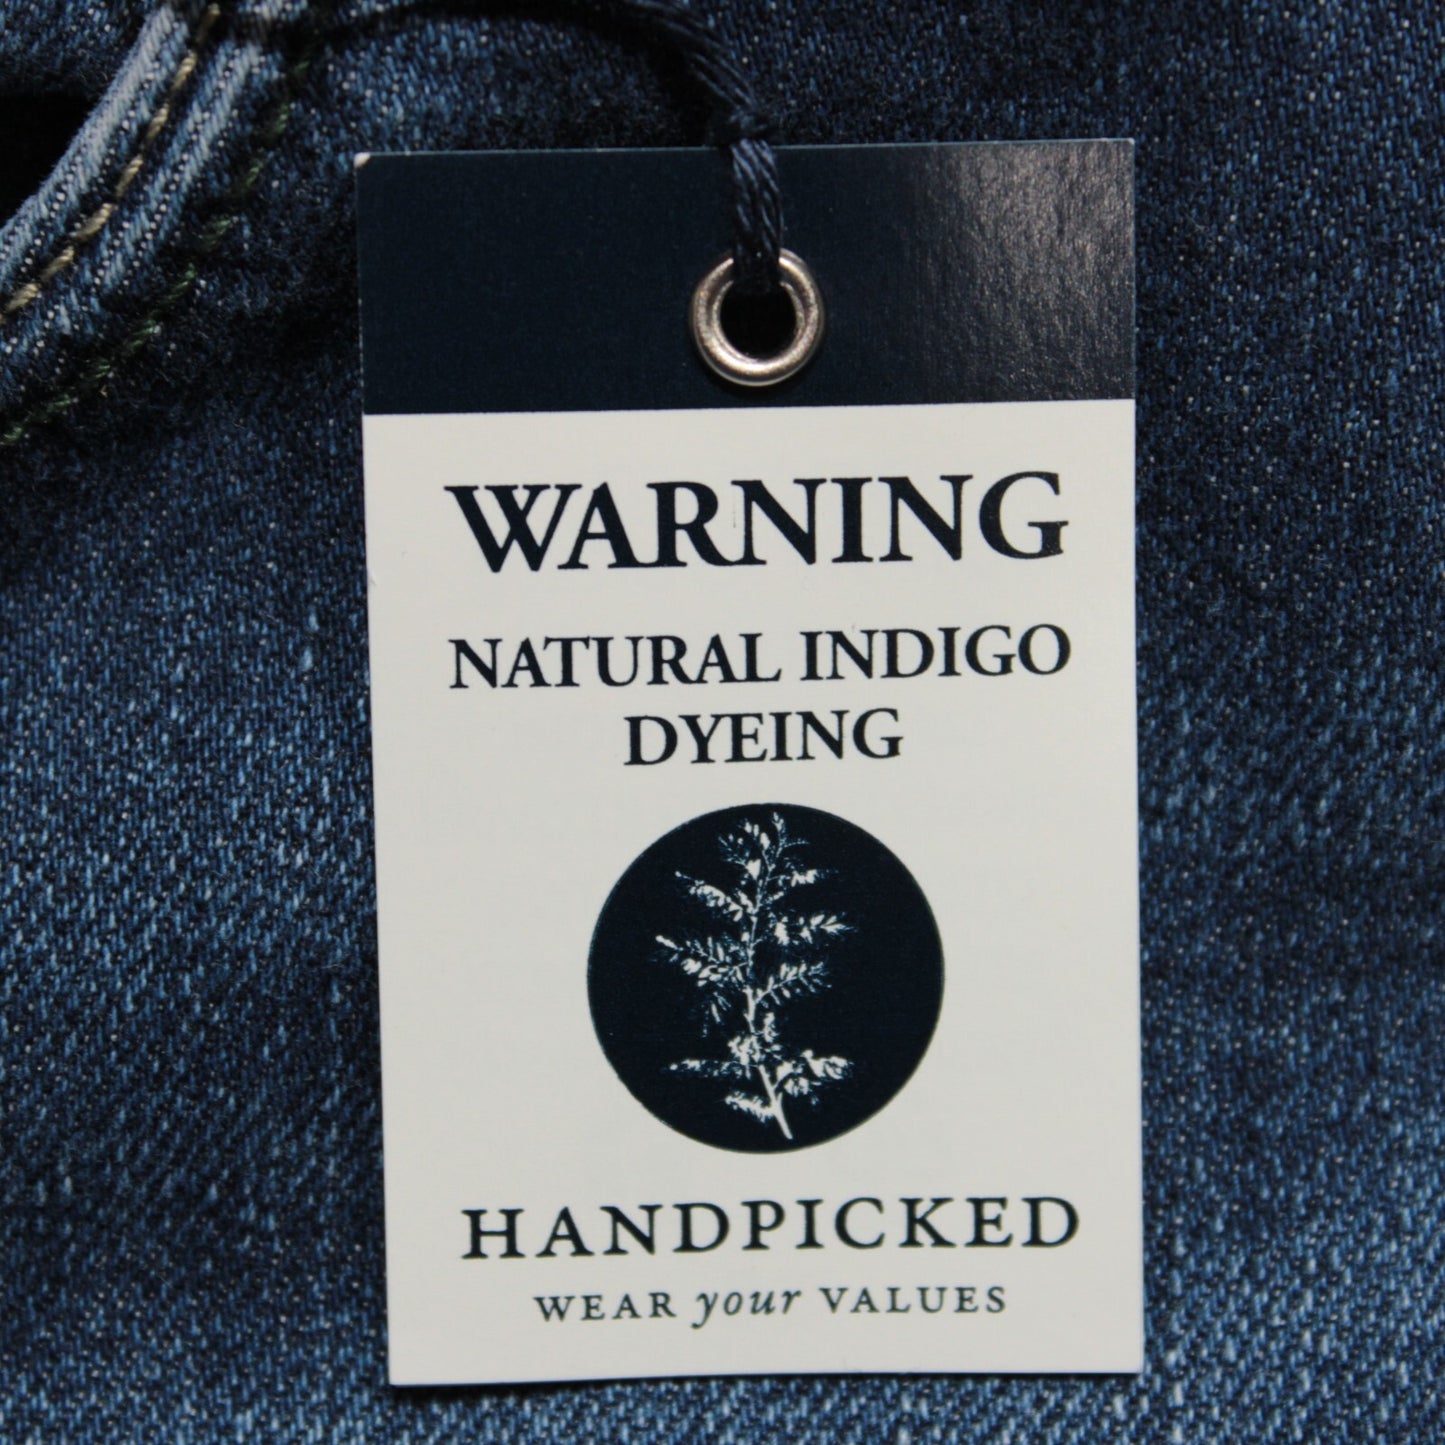 WARNING
NATURAL INDIGO
DYEING
HANDPICKED
WEAR your VALUES